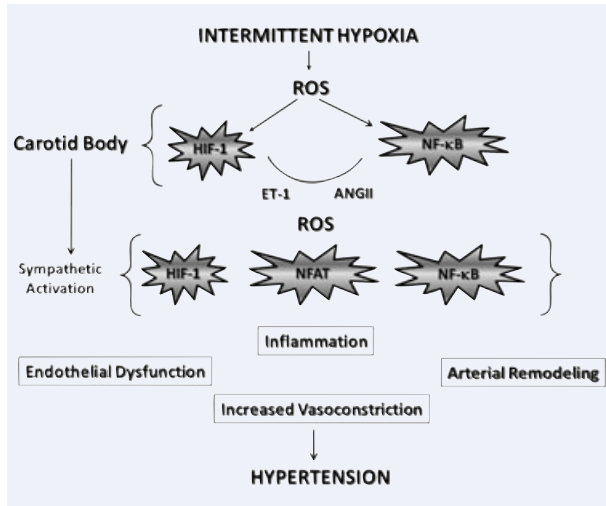 INTERMITTENT HYPOXIA
ROS
Carotid Body
HIF-1
NF-κB
ET-1
ANGII
ROS
Sympathetic
Activation
HIF-1
NFAT
NF-κB
Inflammation
Endothelial Dysfunction
Arterial Remodeling
Increased Vasoconstriction
HYPERTENSION